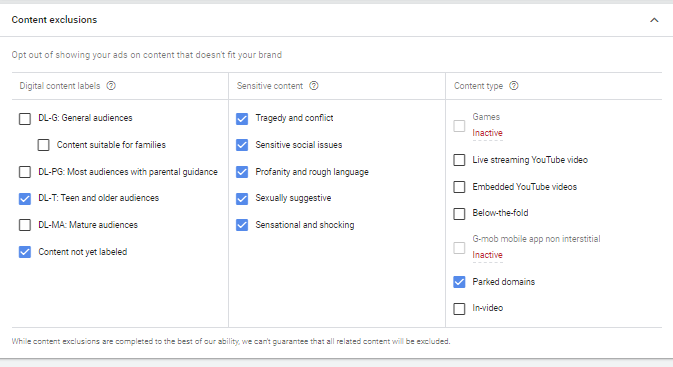 Content exclusions
Opt out of showing your ads on content that doesn't fit your brand
Digital content labels
DL-G: General audiences
Content suitable for families
DL-PG: Most audiences with parental guidance
DL-T: Teen and older audiences
DL-MA: Mature audiences
Content not yet labeled
Sensitive content
Tragedy and conflict
Sensitive social issues
Profanity and rough language
Sexually suggestive
Sensational and shocking
Content type
Games
Inactive
Live streaming YouTube video
Embedded YouTube videos
Below-the-fold
G-mob mobile app non interstitial
Inactive
Parked domains
In-video
While content exclusions are completed to the best of our ability, we can't guarantee that all related content will be excluded.